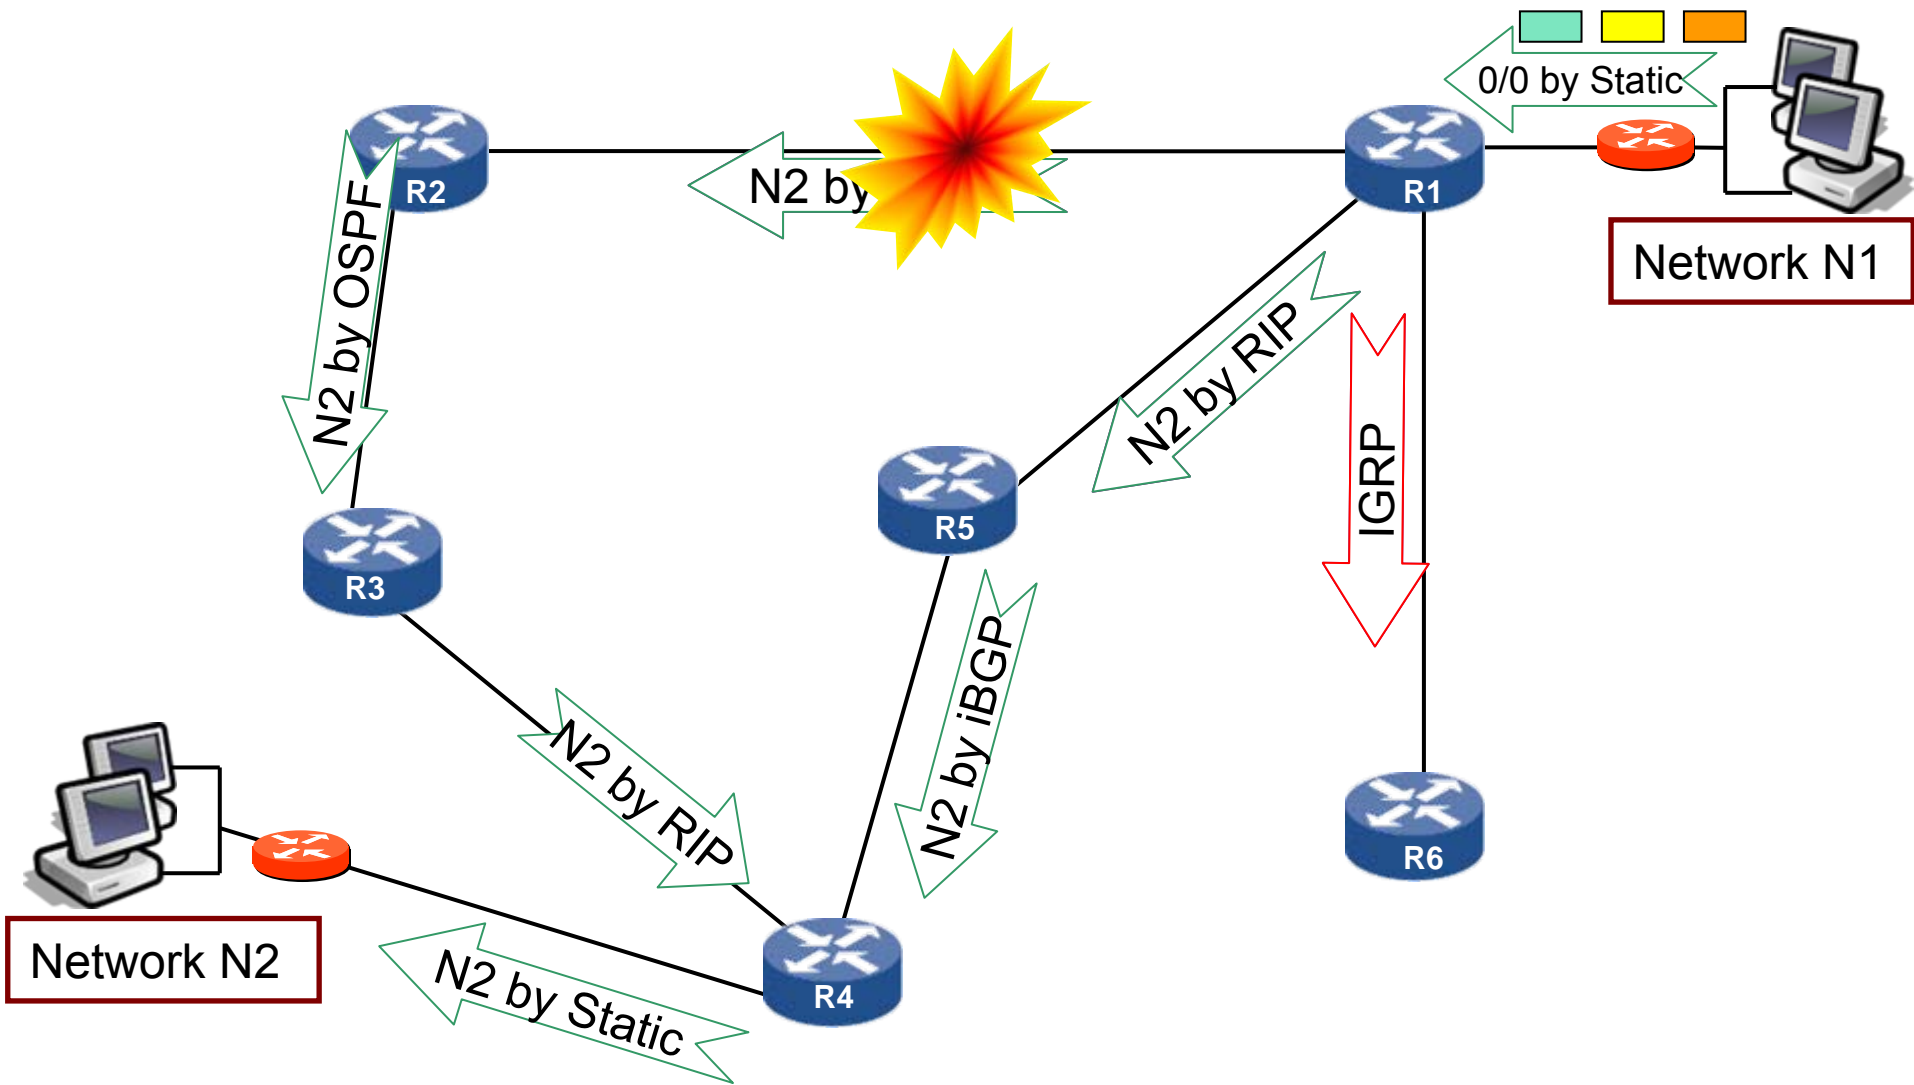 0/0 by Static
R2
N2 by
R1
Network N1
N2 by OSPF
N2 by RIP
IGRP
R5
R3
N2 by iBGP
N2 by RIP
R6
Network N2
N2 by Static
R4